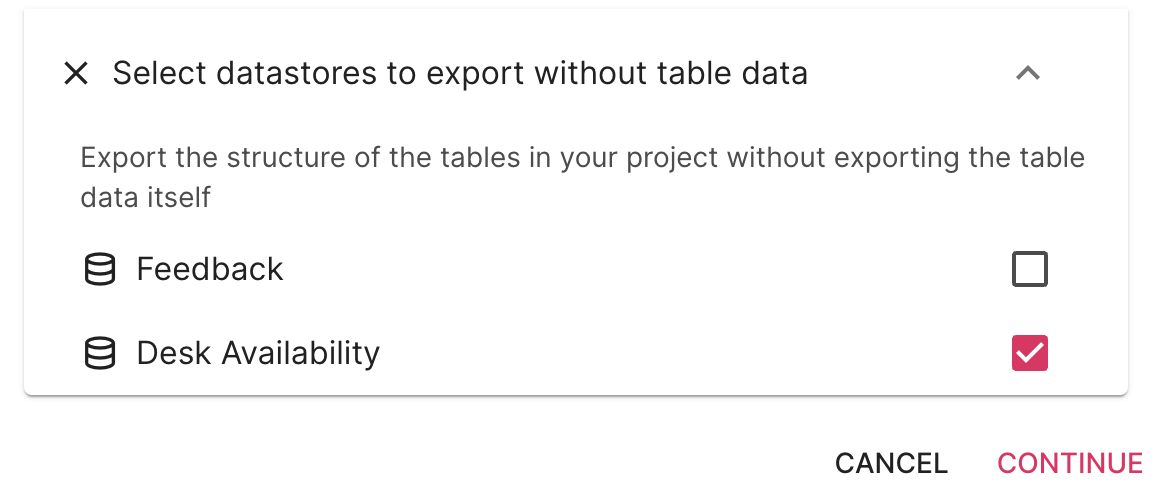 Select datastores to export without table data
Export the structure of the tables in your project without exporting the table
data itself
Feedback
Desk Availability
CANCEL CONTINUE